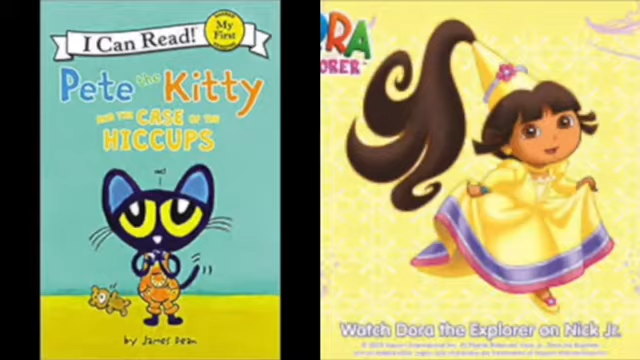 I Can Read!
My First
Pete the Kitty
AND THE CASE OF THE
HICCUPS
by James Dean
RA
ORER
Watch Dora the Explorer on Nick Jr.